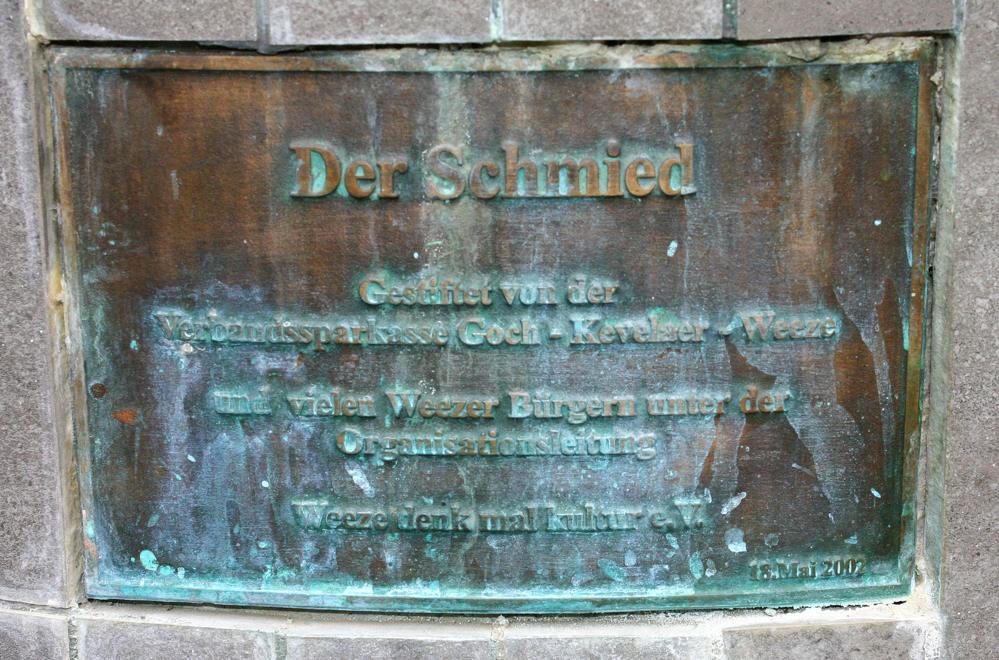 Der Schmied
Gestiftet von der
Verbandssparkasse Goch - Kevelaer - Weeze
und vielen Weezer Bürgern unter der
Organisationsleitung
Weeze denk mal kultur e.V.
18.Mai 2002